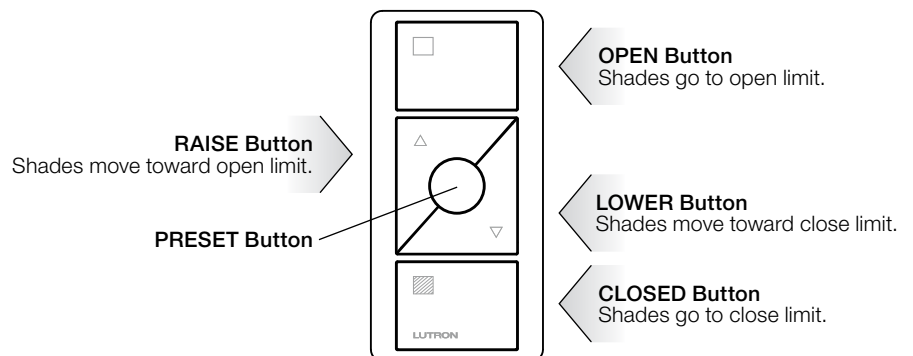 OPEN Button
Shades go to open limit.
RAISE Button
Shades move toward open limit.
LOWER Button
Shades move toward close limit.
PRESET Button
CLOSED Button
Shades go to close limit.
LUTRON